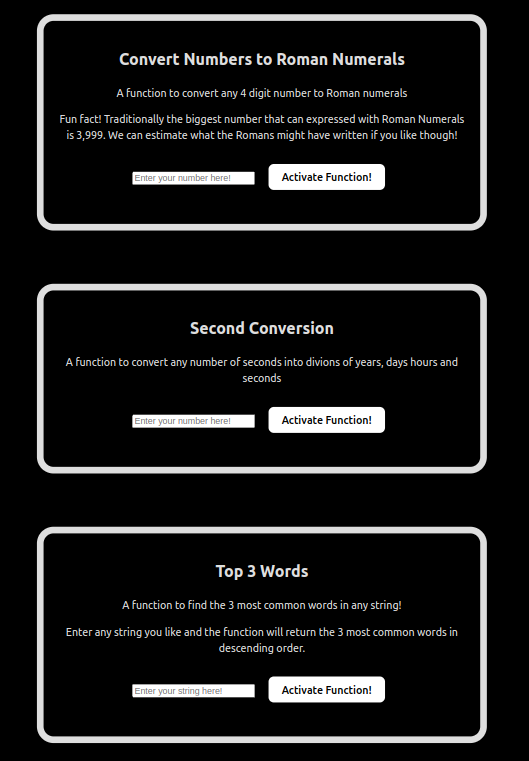 Convert Numbers to Roman Numerals
A function to convert any 4 digit number to Roman numerals
Fun fact! Traditionally the biggest number that can expressed with Roman Numerals
is 3,999. We can estimate what the Romans might have written if you like though!
Enter your number here! Activate Function!
Second Conversion
A function to convert any number of seconds into divions of years, days hours and
seconds
Enter your number here! Activate Function!
Top 3 Words
A function to find the 3 most common words in any string!
Enter any string you like and the function will return the 3 most common words in
descending order.
Enter your string here! Activate Function!